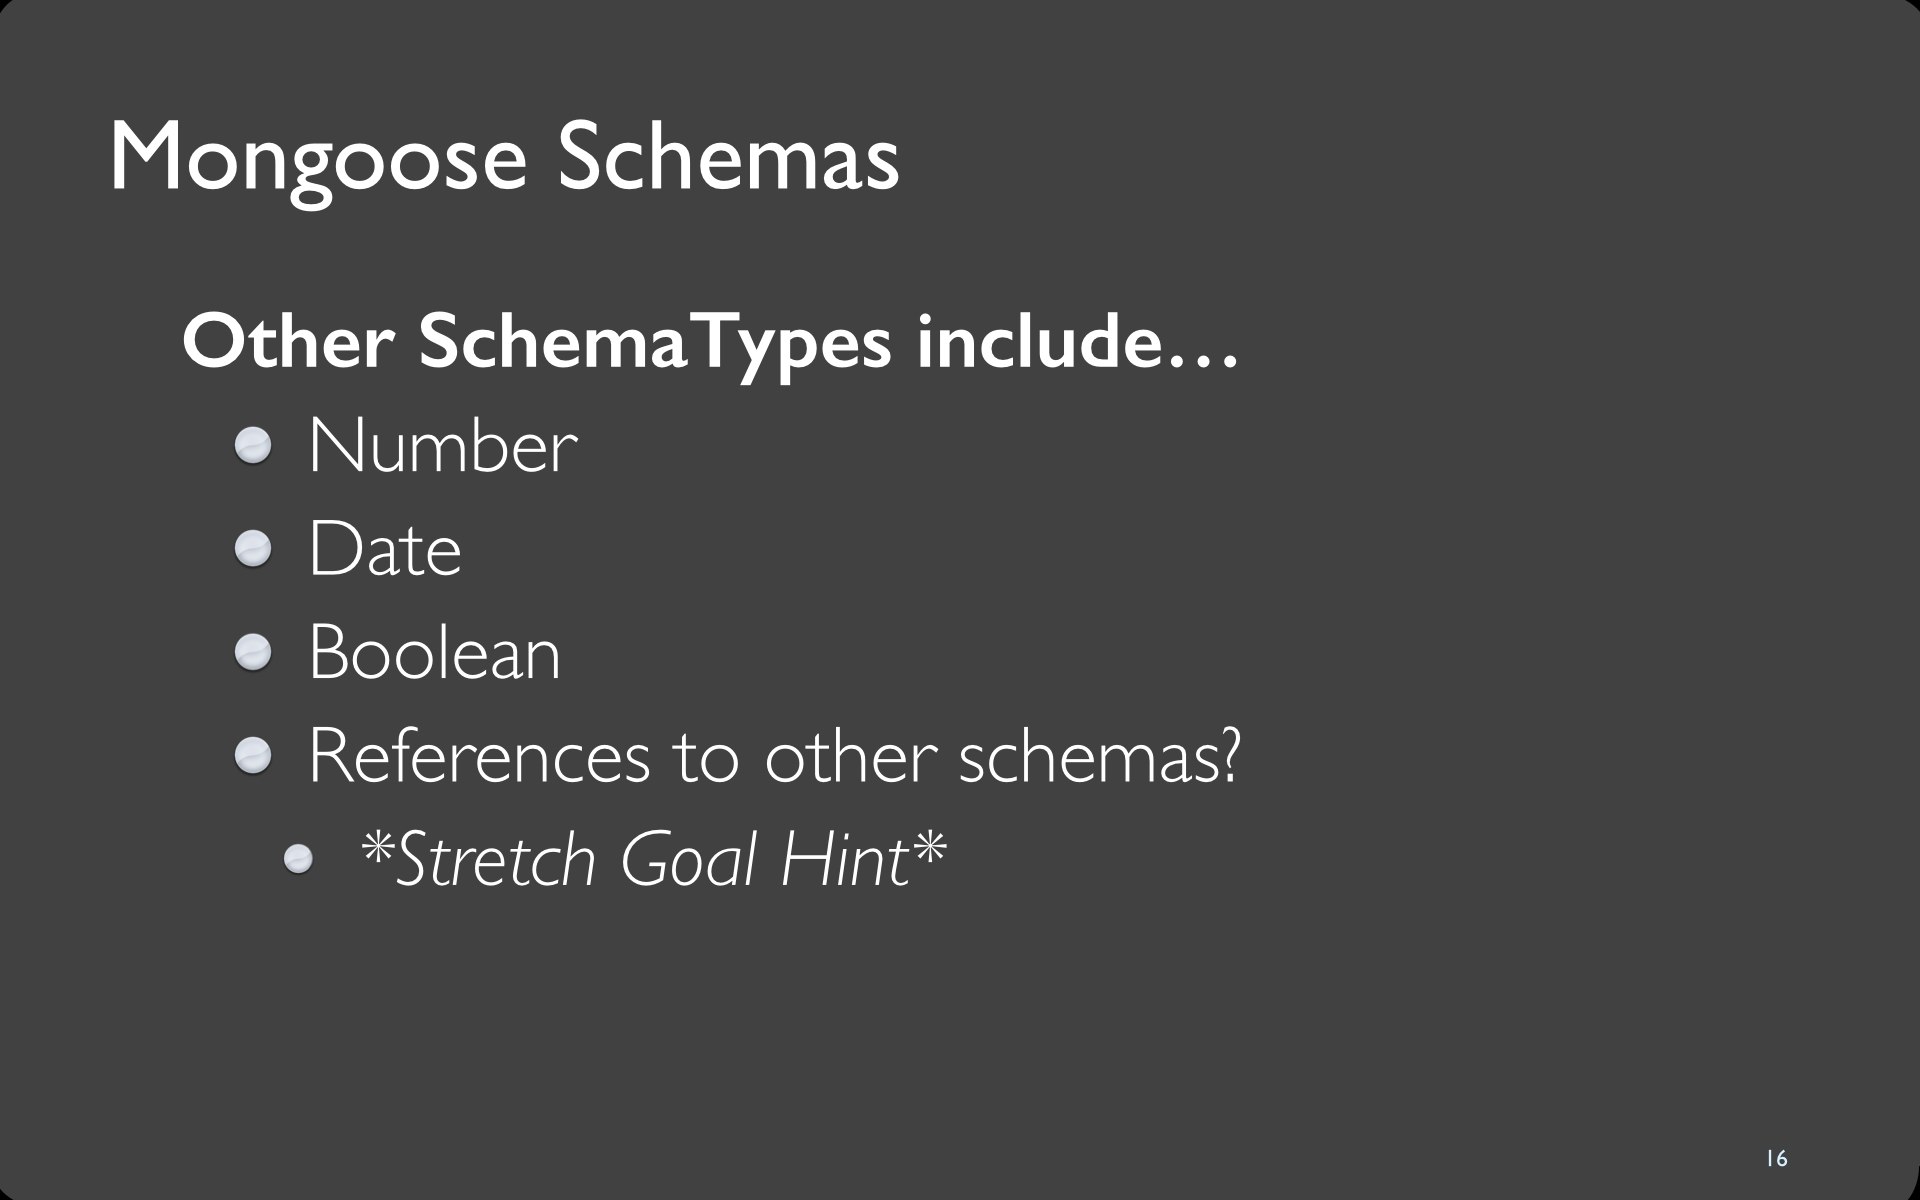 Mongoose Schemas
Other SchemaTypes include…
Number
Date
Boolean
References to other schemas?
*Stretch Goal Hint*
16